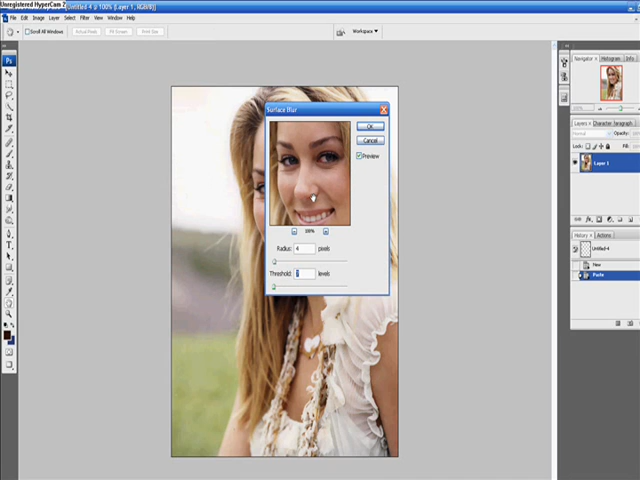 Unregistered HyperCam 2
Untitled-4 @ 100% (Layer 1, RGB/8)
File Edit Image Layer Select Filter View Window Help
Scroll All Windows Actual Pixels Fit Screen Print Size
Workspace
Ps
Surface Blur
OK
Cancel
Preview
100%
Radius: 4 pixels
Threshold: 7 levels
Navigator Histogram Info
100%
Layers Character Paragraph
Normal
Lock: Fill:
Layer 1
History Actions
Untitled-4
New
Paste